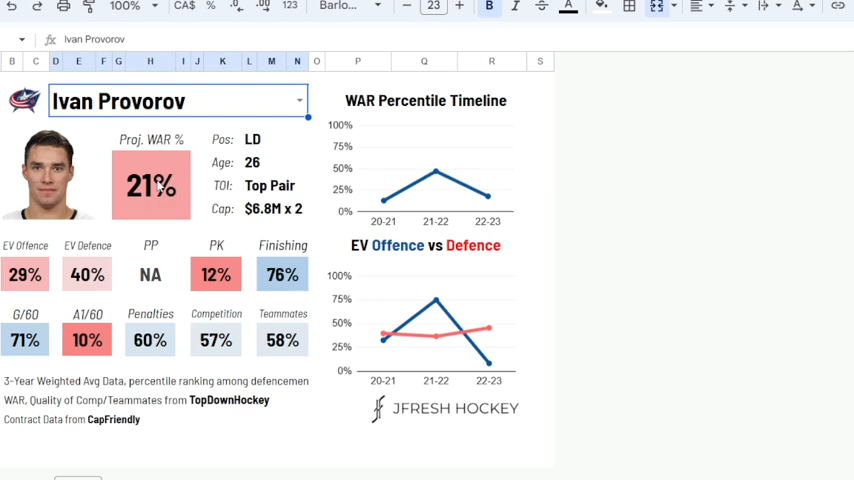 100% CA$ % .0 .00 123 Barlo... − 23 + B I A
fx Ivan Provorov
B C D E F G H I J K L M N O P Q R S
Ivan Provorov
Proj. WAR %
21%
Pos: LD
Age: 26
TOI: Top Pair
Cap: $6.8M x 2
EV Offence EV Defence PP PK Finishing
29% 40% NA 12% 76%
G/60 A1/60 Penalties Competition Teammates
71% 10% 60% 57% 58%
3-Year Weighted Avg Data, percentile ranking among defencemen
WAR, Quality of Comp/Teammates from TopDownHockey
Contract Data from CapFriendly
WAR Percentile Timeline
100%
75%
50%
25%
0%
20-21 21-22 22-23
EV Offence vs Defence
100%
75%
50%
25%
0%
20-21 21-22 22-23
JFRESH HOCKEY